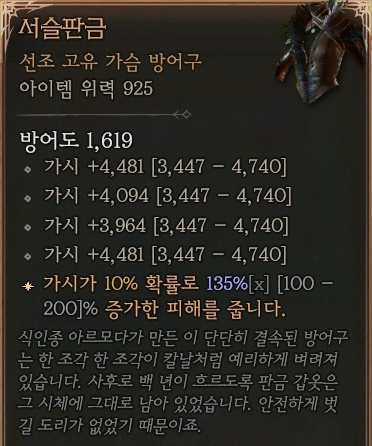 서슬판금
선조 고유 가슴 방어구
아이템 위력 925
방어도 1,619
가시 +4,481 [3,447 – 4,740]
가시 +4,094 [3,447 – 4,740]
가시 +3,964 [3,447 – 4,740]
가시 +4,481 [3,447 – 4,740]
가시가 10% 확률로 135%[x] [100 –
200]% 증가한 피해를 줍니다.
식인종 아르모다가 만든 이 단단히 결속된 방어구
는 한 조각 한 조각이 칼날처럼 예리하게 벼려져
있습니다. 사후로 백 년이 흐르도록 판금 갑옷은
그 시체에 그대로 남아 있었습니다. 안전하게 벗
길 도리가 없었기 때문이죠.